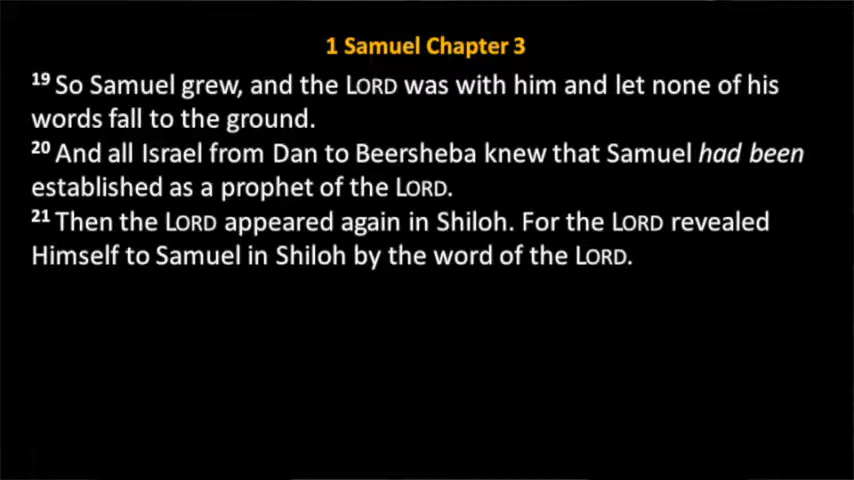 1 Samuel Chapter 3
19 So Samuel grew, and the LORD was with him and let none of his
words fall to the ground.
20 And all Israel from Dan to Beersheba knew that Samuel had been
established as a prophet of the LORD.
21 Then the LORD appeared again in Shiloh. For the LORD revealed
Himself to Samuel in Shiloh by the word of the LORD.